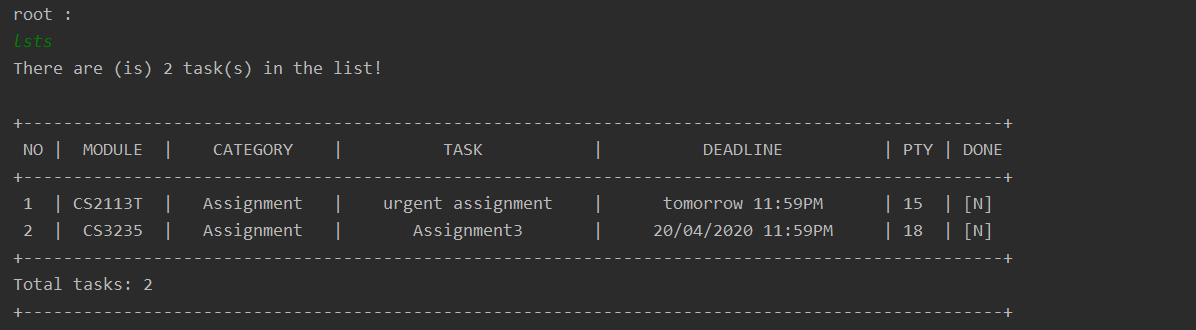 root :
lsts
There are (is) 2 task(s) in the list!
+--------------------------------------------------------------------------------------------------+
NO | MODULE | CATEGORY | TASK | DEADLINE | PTY | DONE
+--------------------------------------------------------------------------------------------------+
1 | CS2113T | Assignment | urgent assignment | tomorrow 11:59PM | 15 | [N]
2 | CS3235 | Assignment | Assignment3 | 20/04/2020 11:59PM | 18 | [N]
+--------------------------------------------------------------------------------------------------+
Total tasks: 2
+--------------------------------------------------------------------------------------------------+